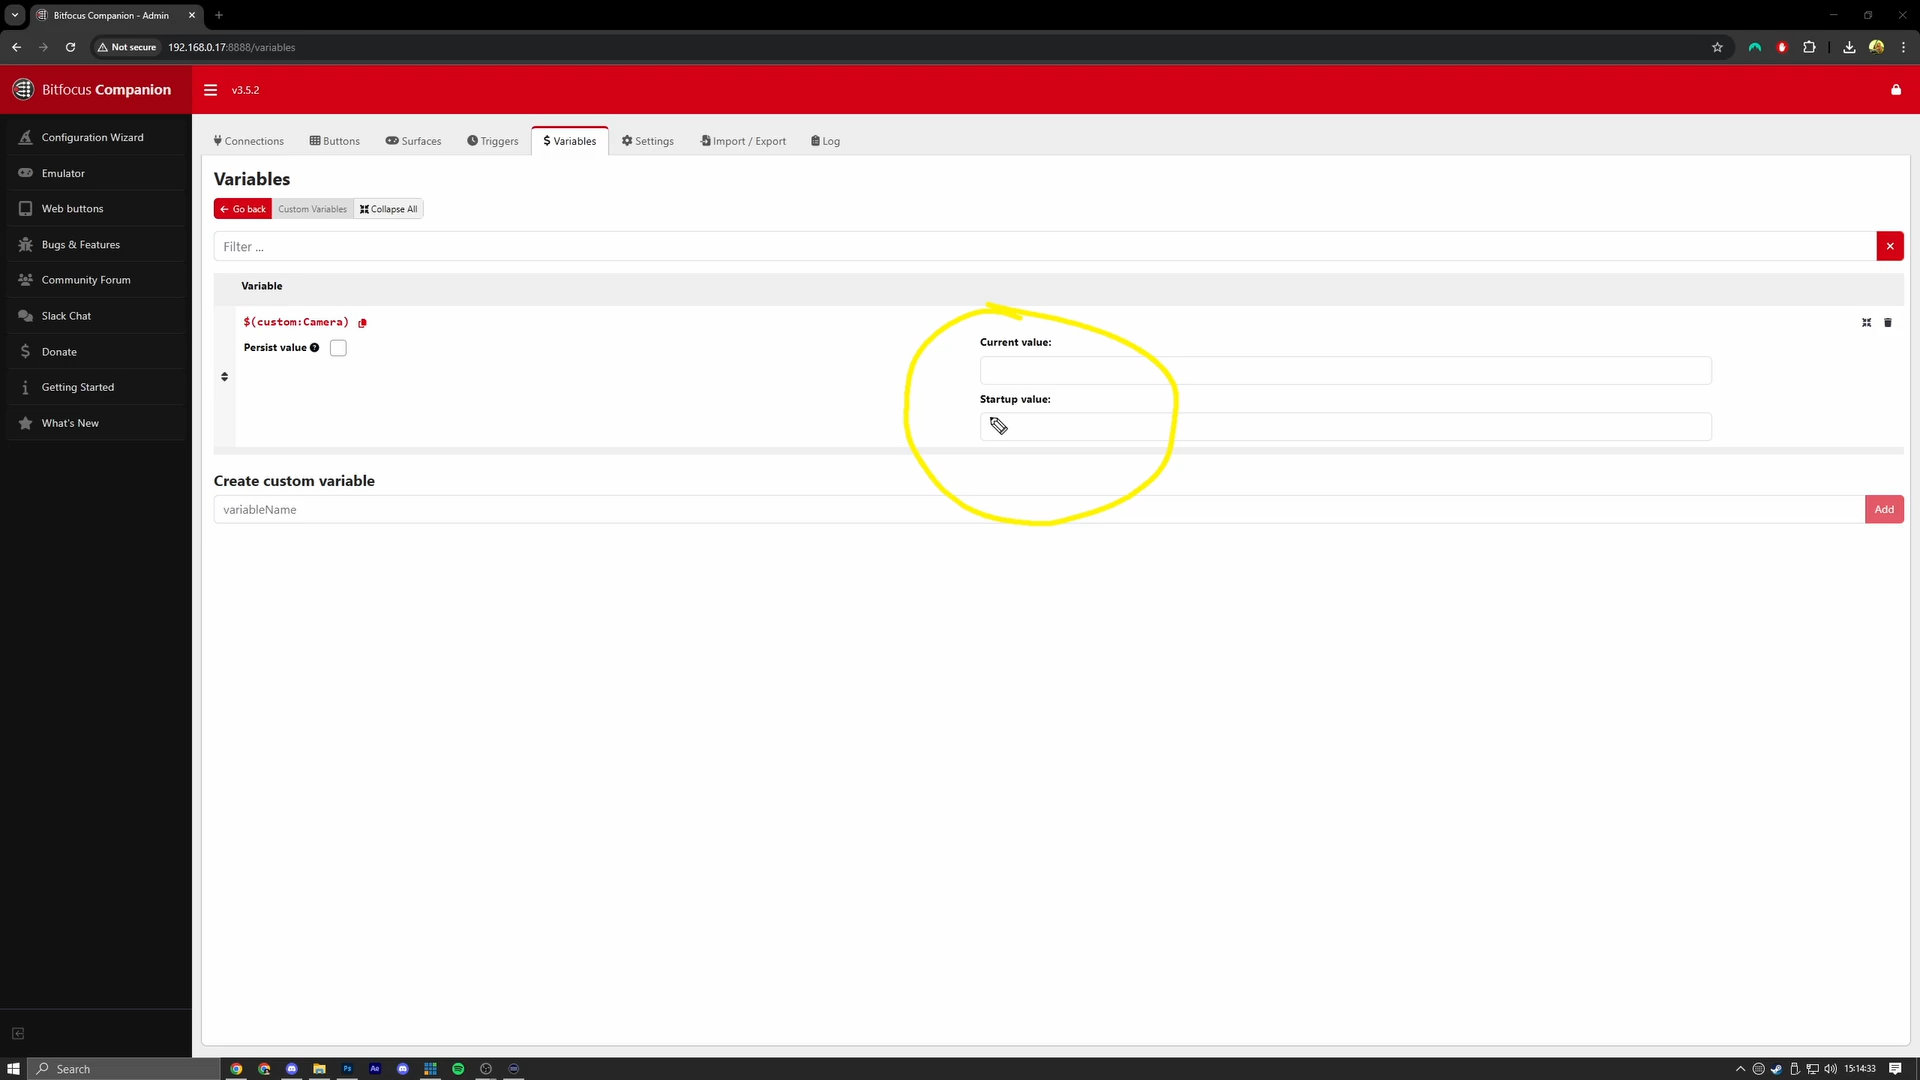 Bitfocus Companion - Admin
Not secure
192.168.0.17:8888/variables
Bitfocus Companion
v3.5.2
Configuration Wizard
Emulator
Web buttons
Bugs & Features
Community Forum
Slack Chat
Donate
Getting Started
What's New
Connections
Buttons
Surfaces
Triggers
Variables
Settings
Import / Export
Log
Variables
Go back
Custom Variables
Collapse All
Filter ...
Variable
$(custom:Camera)
Persist value
Current value:
Startup value:
Create custom variable
variableName
Add
Search
Ps
Ae
15:14:33